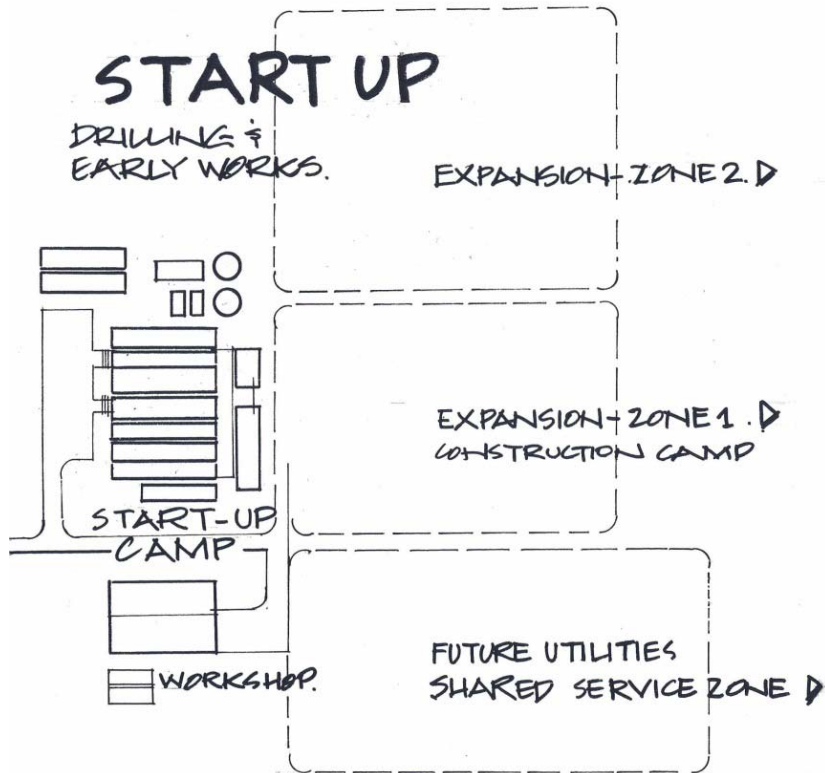 START UP
DRILLING &
EARLY WORKS.
EXPANSION-ZONE 2.
EXPANSION-ZONE 1.
CONSTRUCTION CAMP
START-UP
CAMP
WORKSHOP.
FUTURE UTILITIES
SHARED SERVICE ZONE